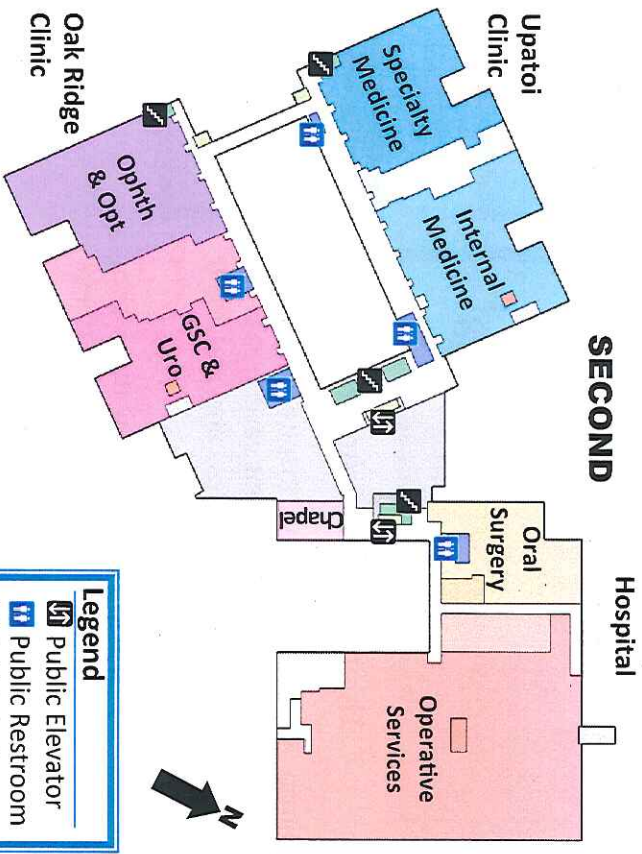 SECOND
Hospital
Upatoi
Clinic
Specialty
Medicine
Internal
Medicine
Oak Ridge
Clinic
Ophth
& Opt
GSC &
Uro
Chapel
Oral
Surgery
Operative
Services
Legend
Public Elevator
Public Restroom
N